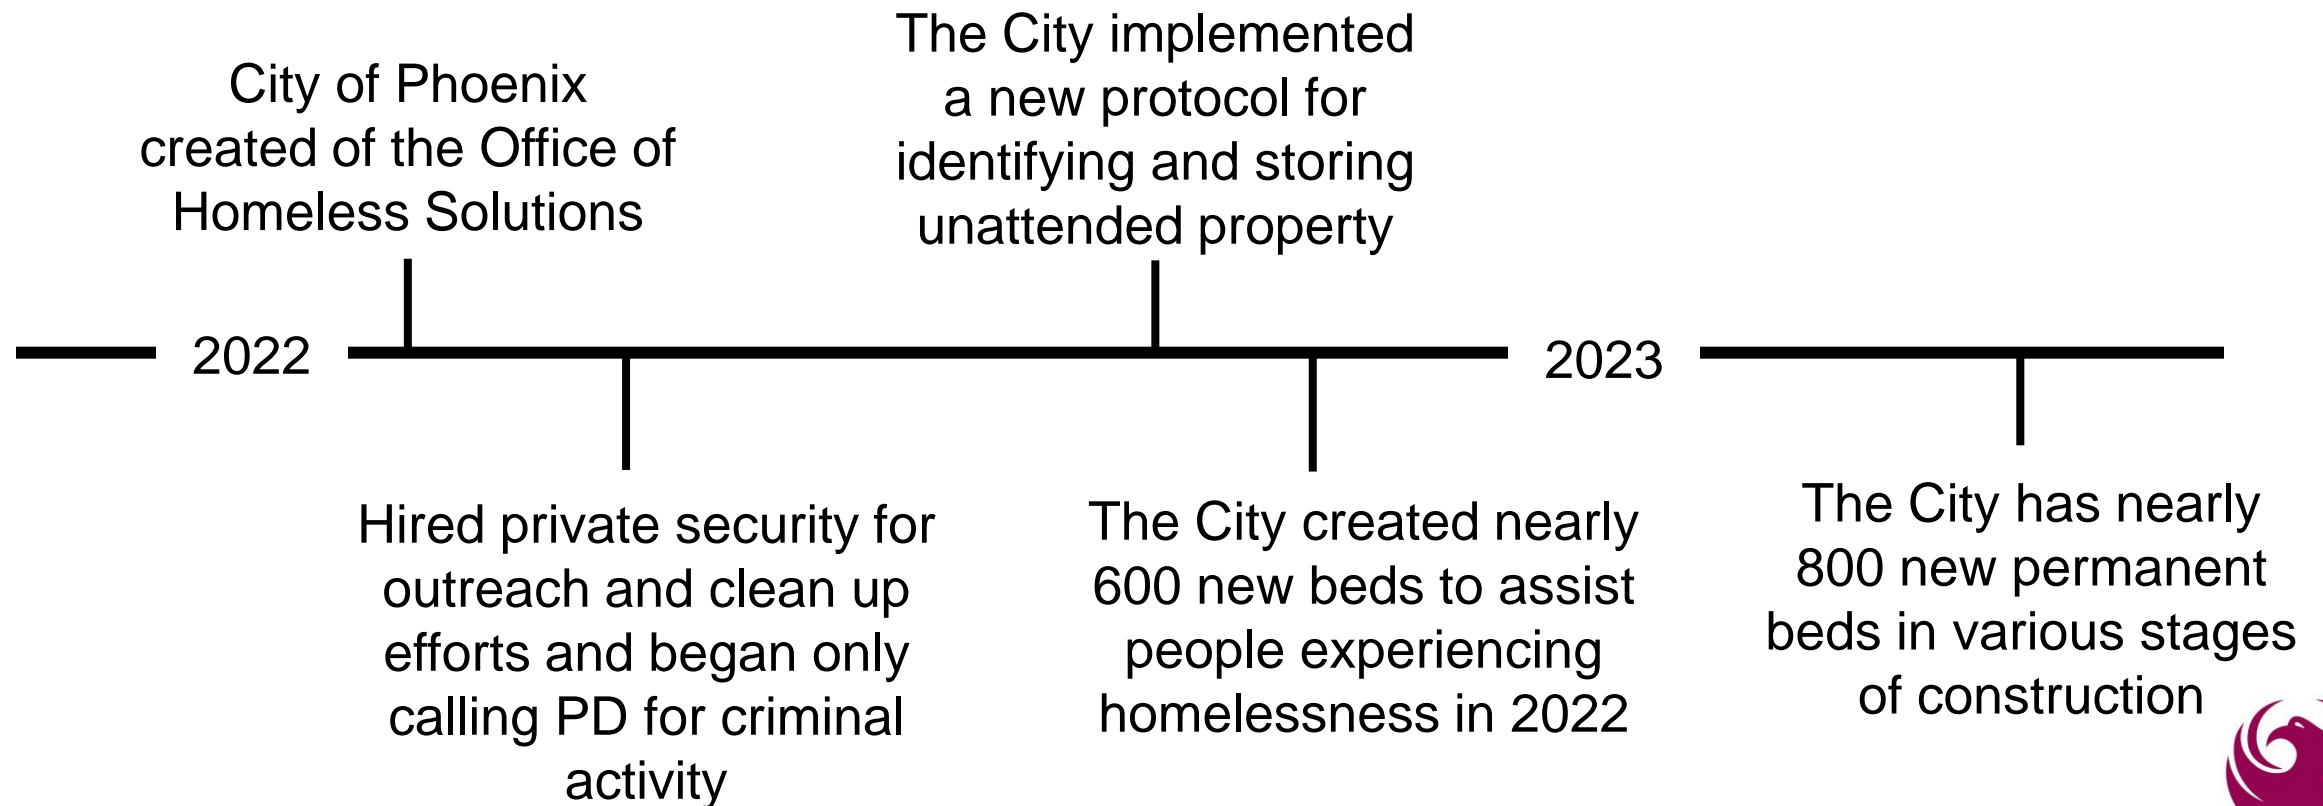 City of Phoenix
created of the Office of
Homeless Solutions
The City implemented
a new protocol for
identifying and storing
unattended property
2022
2023
Hired private security for
outreach and clean up
efforts and began only
calling PD for criminal
activity
The City created nearly
600 new beds to assist
people experiencing
homelessness in 2022
The City has nearly
800 new permanent
beds in various stages
of construction